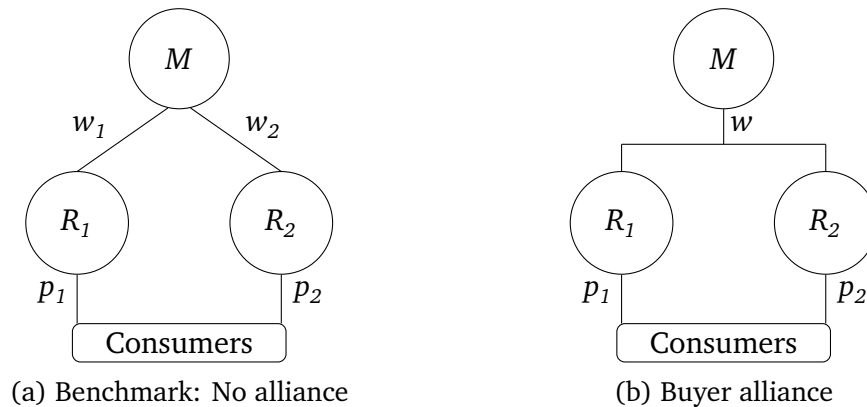 M M
w1 w2 w
R1 R2 R1 R2
p1 p2 p1 p2
Consumers Consumers
(a) Benchmark: No alliance (b) Buyer alliance